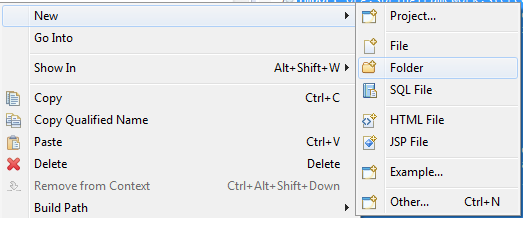 New
Go Into
Show In Alt+Shift+W
Copy Ctrl+C
Copy Qualified Name
Paste Ctrl+V
Delete Delete
Remove from Context Ctrl+Alt+Shift+Down
Build Path
Project...
File
Folder
SQL File
HTML File
JSP File
Example...
Other... Ctrl+N